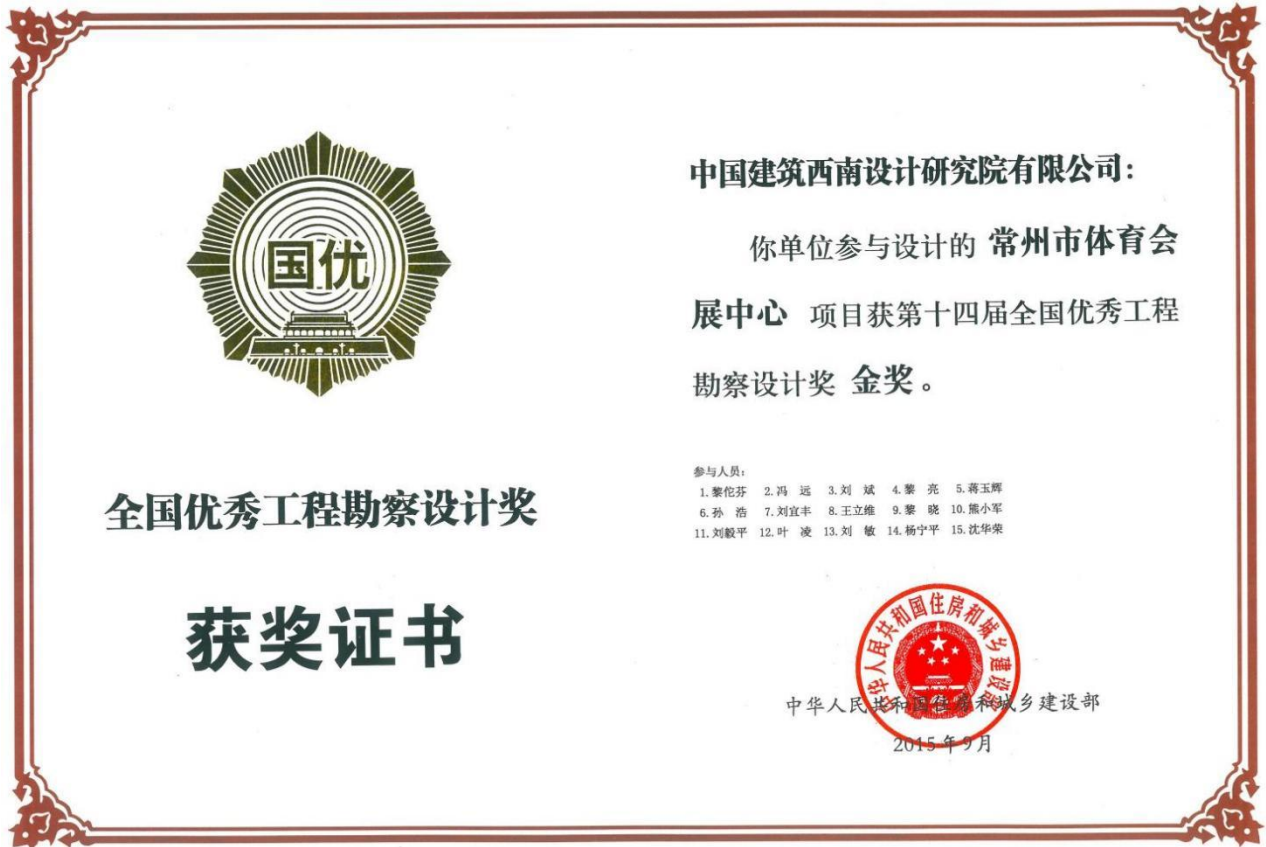 国优
全国优秀工程勘察设计奖
获奖证书
中国建筑西南设计研究院有限公司：
你单位参与设计的 常州市体育会
展中心 项目获第十四届全国优秀工程
勘察设计奖 金奖。
参与人员：
1.黎佗芬 2.冯 远 3.刘 斌 4.黎 亮 5.蒋玉辉
6.孙 浩 7.刘宜丰 8.王立维 9.黎 晓 10.熊小军
11.刘毅平 12.叶 凌 13.刘 敏 14.杨宁平 15.沈华荣
中华人民共和国住房和城乡建设部
中华人民共和国住房和城乡建设部
2015年9月